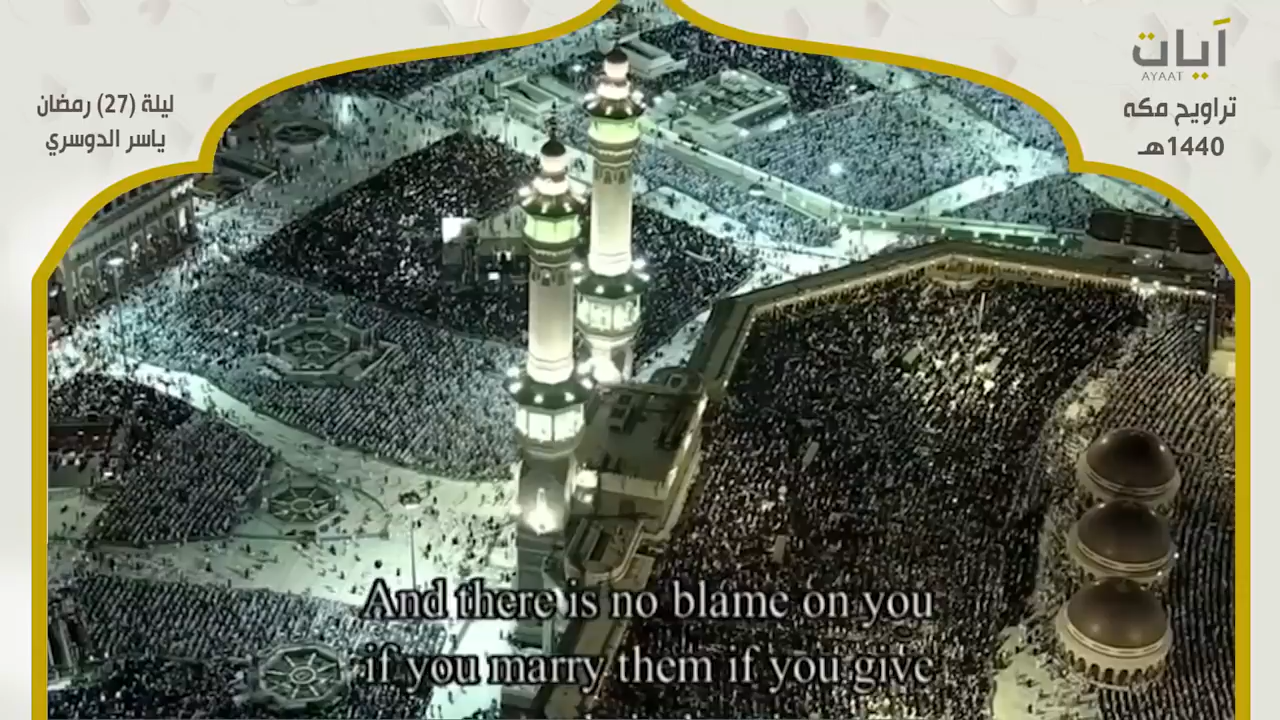 آيات
AYAAT
تراويح مكه
1440هـ
ليلة (27) رمضان
ياسر الدوسري
And there is no blame on you
if you marry them if you give